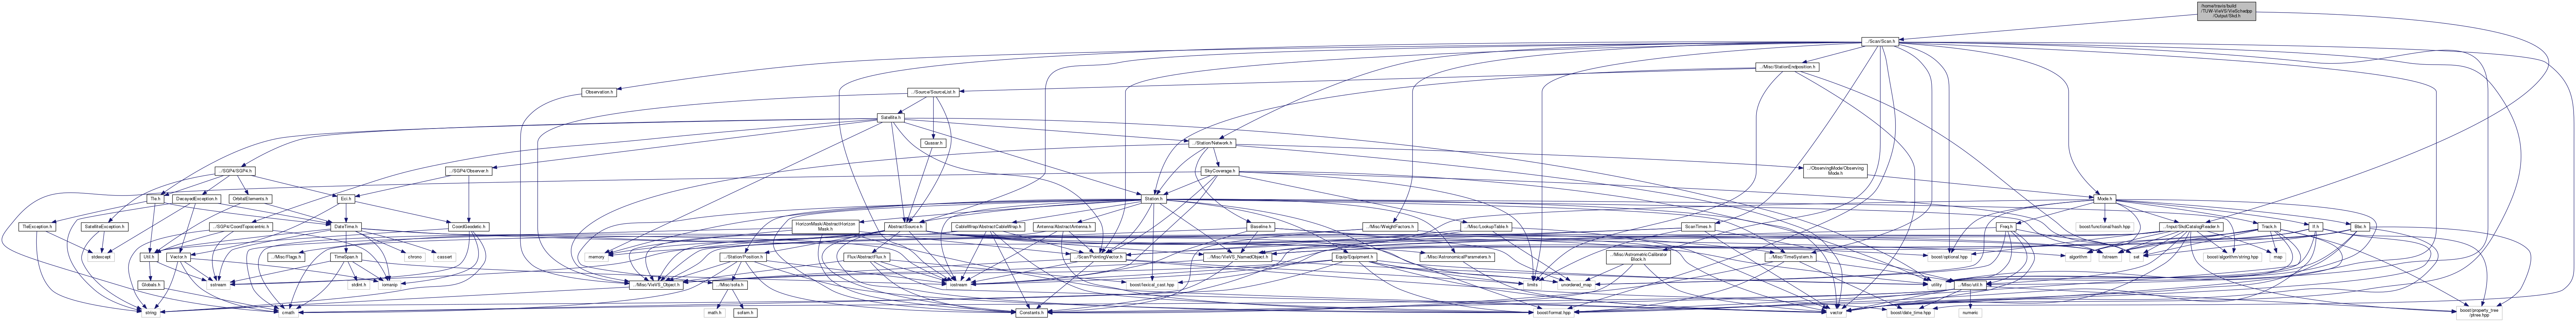 /home/travis/build
/TUW-VieVS/VieSchedpp
/Output/Skd.h
../Scan/Scan.h
../Misc/StationEndposition.h
Observation.h
../Source/SourceList.h
Satellite.h
Quasar.h
../Station/Network.h
../SGP4/SGP4.h
../SGP4/Observer.h
SkyCoverage.h
../ObservingMode/Observing
Mode.h
Tle.h
DecayedException.h
OrbitalElements.h
Eci.h
Station.h
Mode.h
TleException.h
SatelliteException.h
../SGP4/CoordTopocentric.h
DateTime.h
CoordGeodetic.h
HorizonMask/AbstractHorizon
Mask.h
AbstractSource.h
CableWrap/AbstractCableWrap.h
Antenna/AbstractAntenna.h
Baseline.h
../Misc/WeightFactors.h
../Misc/LookupTable.h
ScanTimes.h
Freq.h
boost/functional/hash.hpp
../Input/SkdCatalogReader.h
Track.h
If.h
Bbc.h
stdexcept
Util.h
Vector.h
../Misc/Flags.h
TimeSpan.h
chrono
cassert
memory
../Station/Position.h
Flux/AbstractFlux.h
../Scan/PointingVector.h
../Misc/VieVS_NamedObject.h
Equip/Equipment.h
../Misc/AstronomicalParameters.h
../Misc/AstrometricCalibrator
Block.h
../Misc/TimeSystem.h
boost/optional.hpp
algorithm
fstream
set
boost/algorithm/string.hpp
map
Globals.h
sstream
stdint.h
iomanip
../Misc/VieVS_Object.h
../Misc/sofa.h
iostream
boost/lexical_cast.hpp
limits
unordered_map
utility
../Misc/util.h
string
cmath
math.h
sofam.h
Constants.h
boost/format.hpp
vector
boost/date_time.hpp
numeric
boost/property_tree
/ptree.hpp